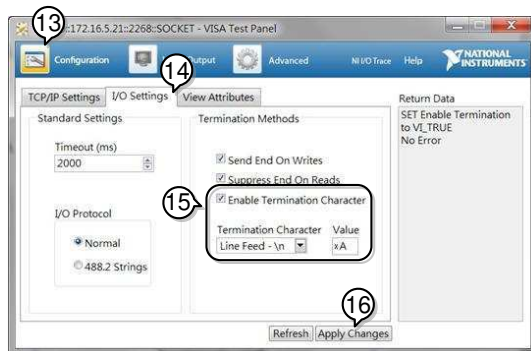 13
::172.16.5.21::2268::SOCKET - VISA Test Panel
Configuration
Output
Advanced
NI I/O Trace
Help
NATIONAL
INSTRUMENTS
14
TCP/IP Settings
I/O Settings
View Attributes
Return Data
Standard Settings
Termination Methods
SET Enable Termination
to VI_TRUE
No Error
Timeout (ms)
2000
Send End On Writes
Suppress End On Reads
15
Enable Termination Character
I/O Protocol
Termination Character
Value
Normal
Line Feed - \n
xA
488.2 Strings
16
Refresh
Apply Changes